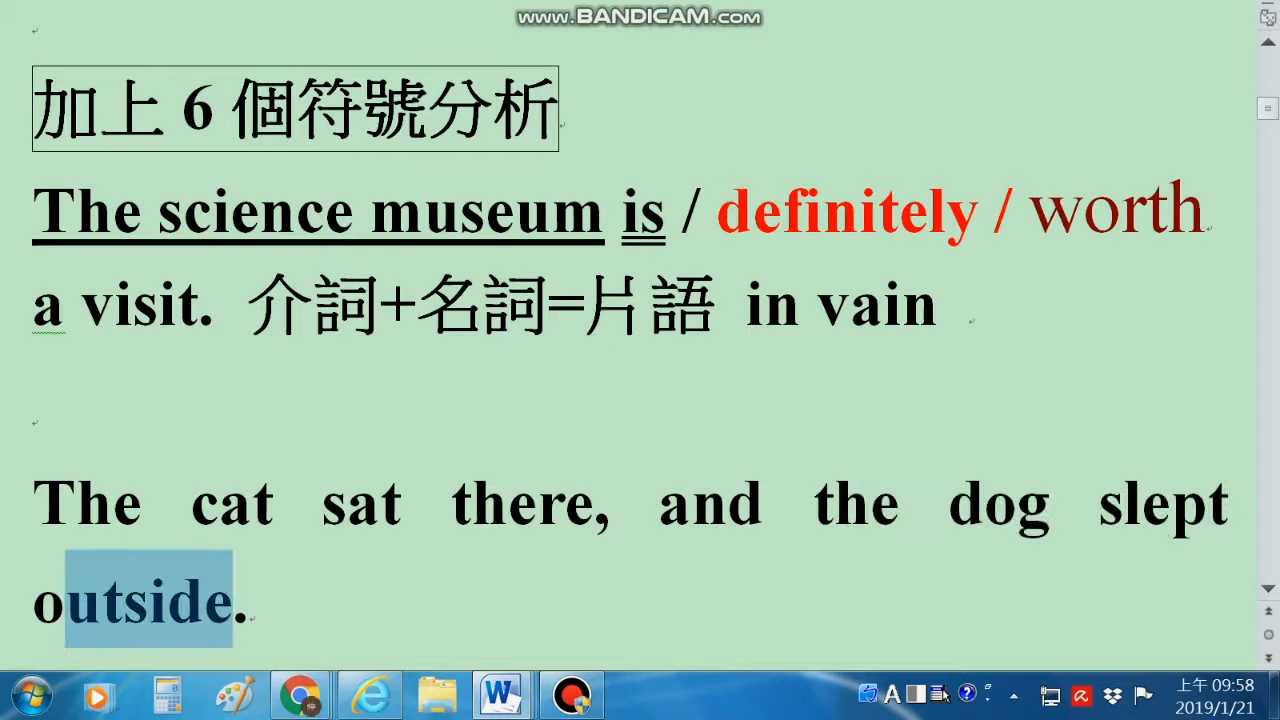 www.BANDICAM.com
加上 6 個符號分析
The science museum is / definitely / worth
a visit. 介詞+名詞=片語 in vain
The cat sat there, and the dog slept
outside.
上午 09:58
2019/1/21